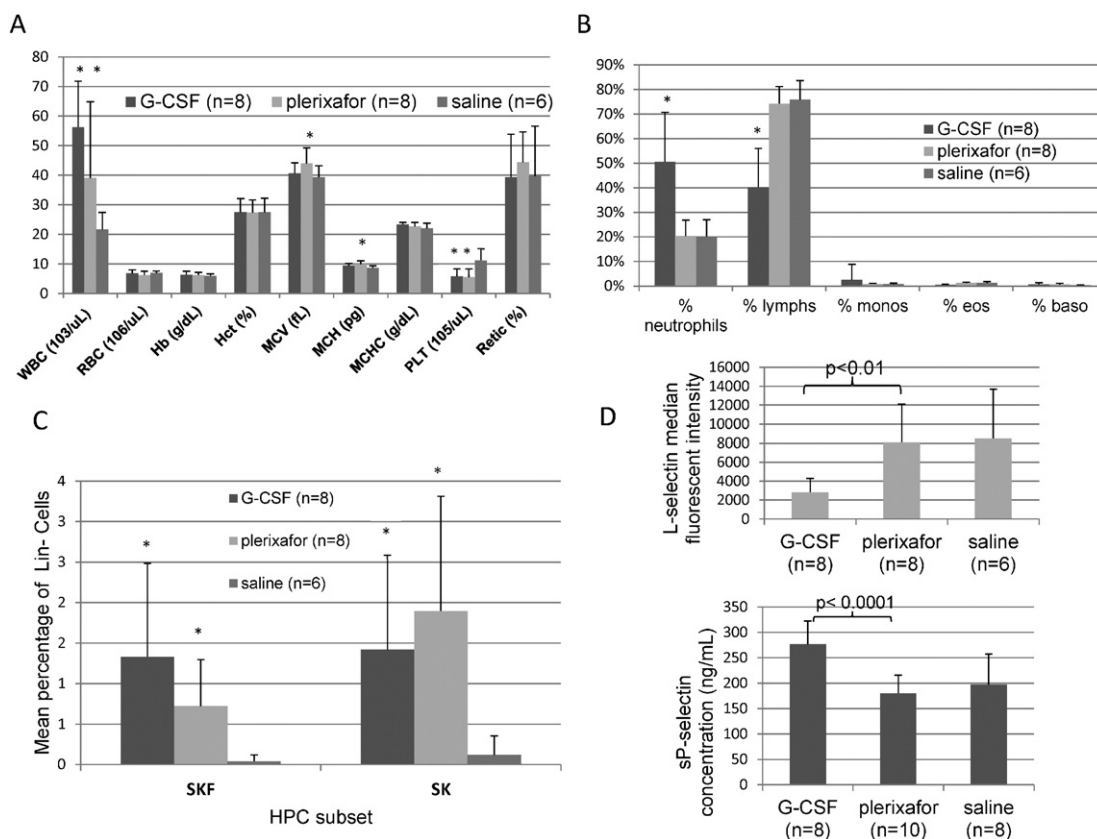 A
80
70
60
50
40
30
20
10
0
* *
G-CSF (n=8) plerixafor (n=8) saline (n=6)
*
*
* *
WBC (103/uL)
RBC (106/uL)
Hb (g/dL)
Hct (%)
MCV (fL)
MCH (pg)
MCHC (g/dL)
PLT (105/uL)
Retic (%)
B
90%
80%
70%
60%
50%
40%
30%
20%
10%
0%
*
*
G-CSF (n=8)
plerixafor (n=8)
saline (n=6)
% neutrophils
% lymphs
% monos
% eos
% baso
C
Mean percentage of Lin- Cells
4
3
3
2
2
1
1
0
G-CSF (n=8)
plerixafor (n=8)
saline (n=6)
*
*
*
*
SKF
SK
HPC subset
D
L-selectin median
fluorescent intensity
16000
14000
12000
10000
8000
6000
4000
2000
0
p<0.01
G-CSF plerixafor saline
(n=8) (n=8) (n=6)
sP-selectin
concentration (ng/mL)
350
300
250
200
150
100
50
0
p< 0.0001
G-CSF plerixafor saline
(n=8) (n=10) (n=8)